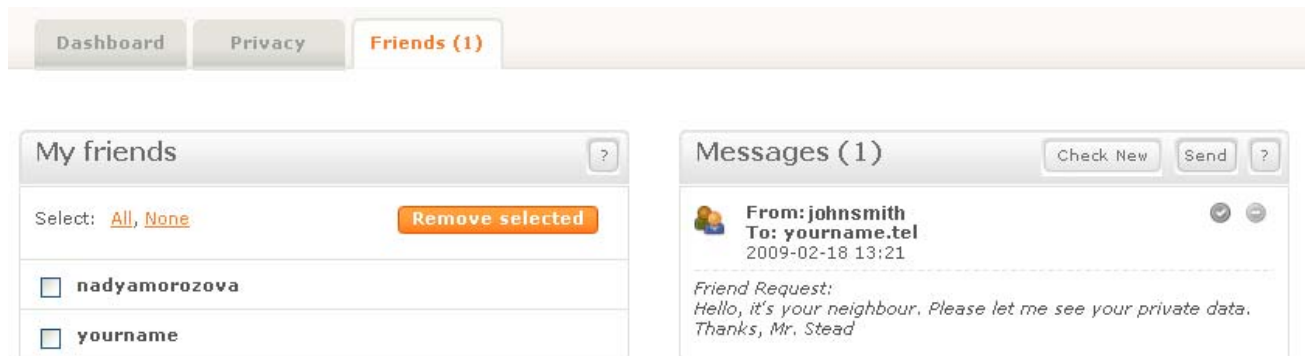 Dashboard Privacy Friends (1)
My friends ?
Select: All, None Remove selected
nadyamorozova
yourname
Messages (1) Check New Send ?
From: johnsmith
To: yourname.tel
2009-02-18 13:21
Friend Request:
Hello, it's your neighbour. Please let me see your private data.
Thanks, Mr. Stead